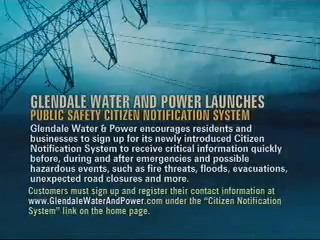 GLENDALE WATER AND POWER LAUNCHES
PUBLIC SAFETY CITIZEN NOTIFICATION SYSTEM
Glendale Water & Power encourages residents and
businesses to sign up for its newly introduced Citizen
Notification System to receive critical information quickly
before, during and after emergencies and possible
hazardous events, such as fire threats, floods, evacuations,
unexpected road closures and more.
Customers must sign up and register their contact information at
www.GlendaleWaterAndPower.com under the “Citizen Notification
System” link on the home page.